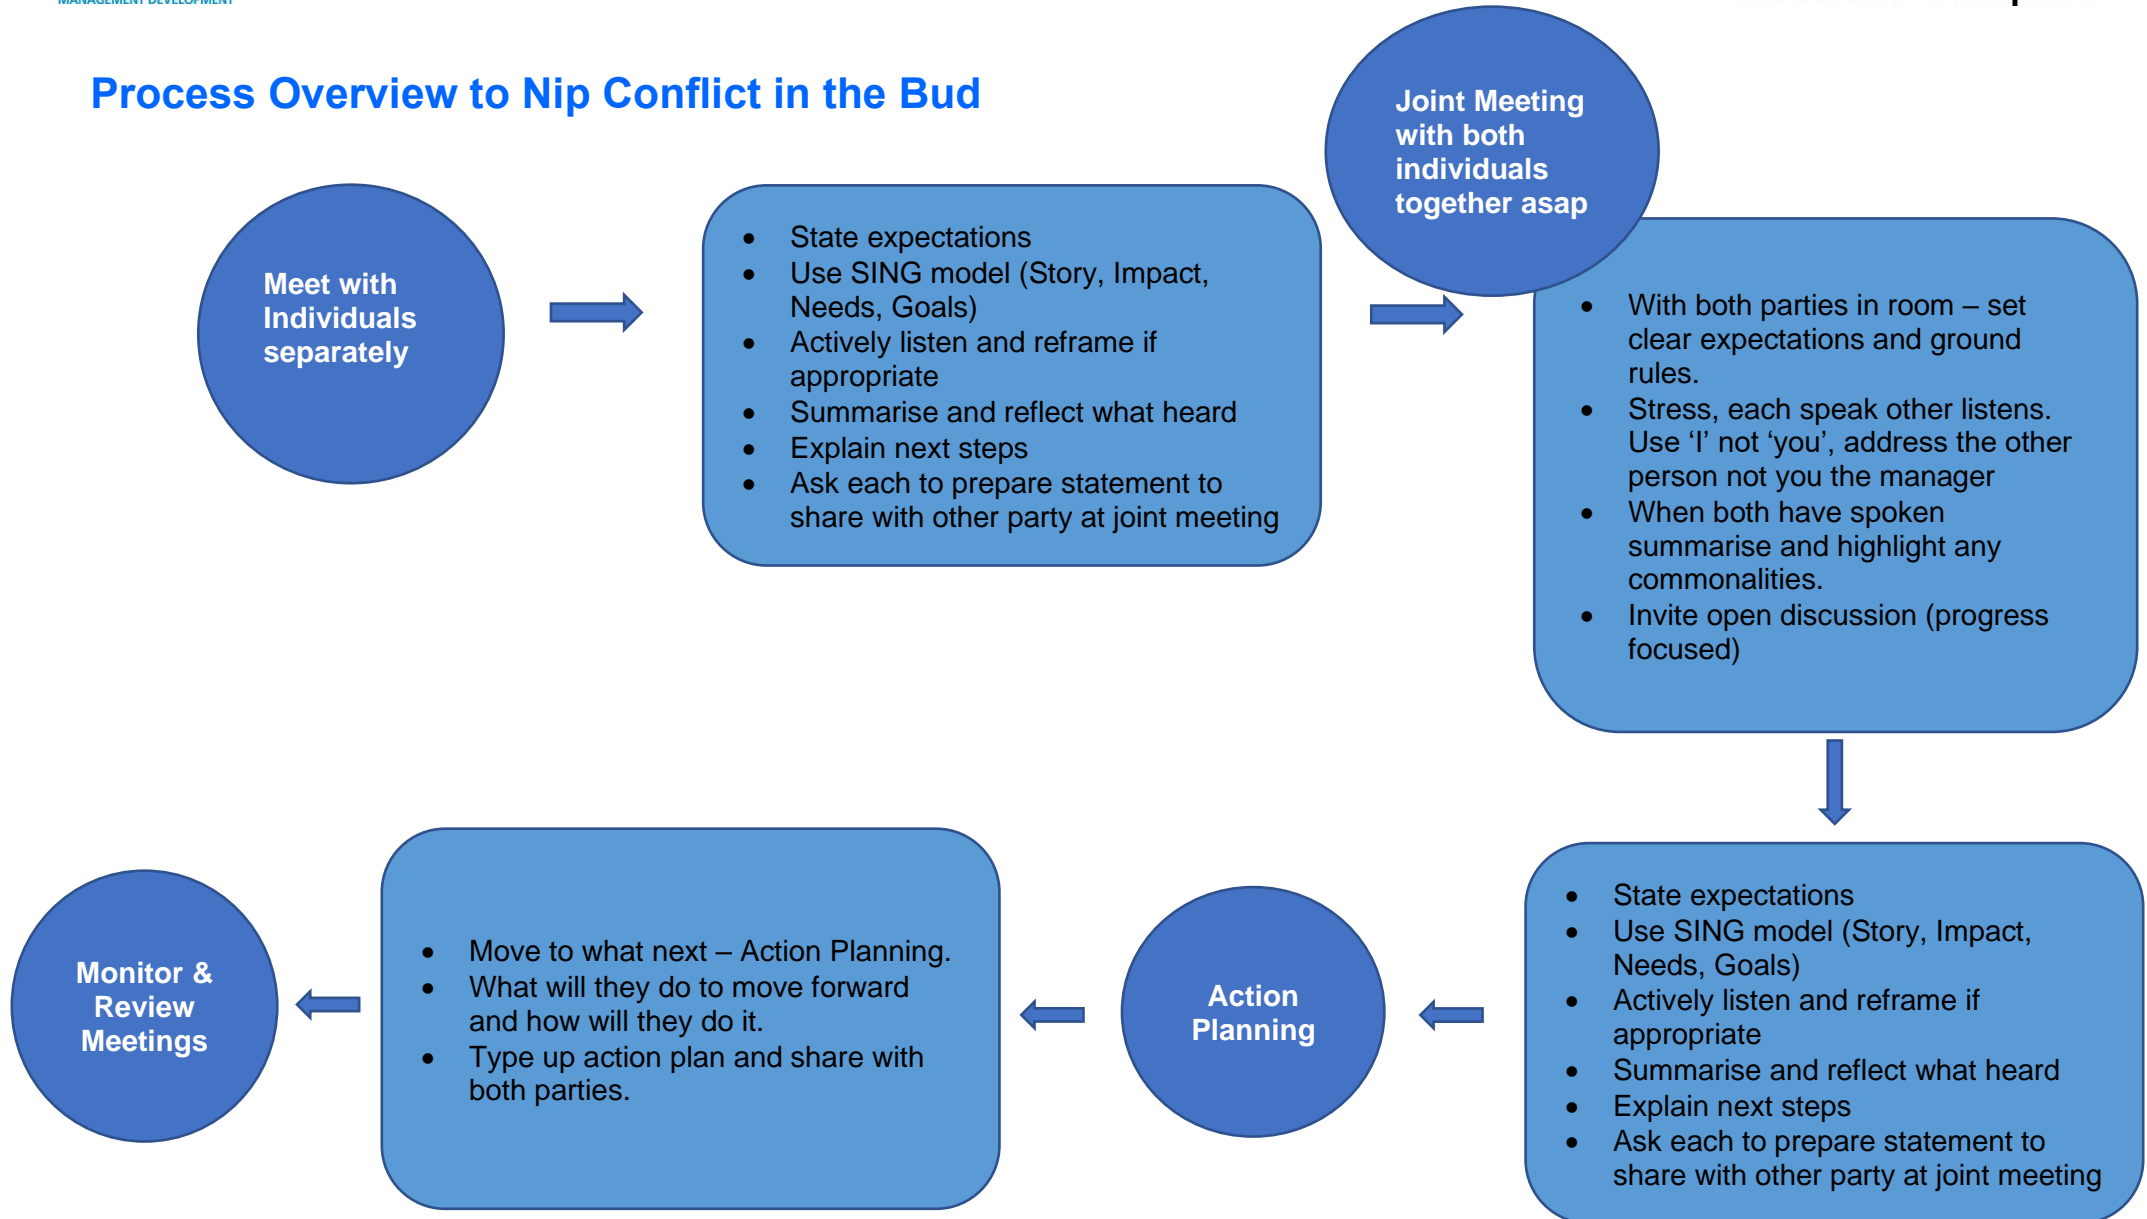 MANAGEMENT DEVELOPMENT
Process Overview to Nip Conflict in the Bud
Meet with
Individuals
separately
• State expectations
• Use SING model (Story, Impact,
Needs, Goals)
• Actively listen and reframe if
appropriate
• Summarise and reflect what heard
• Explain next steps
• Ask each to prepare statement to
share with other party at joint meeting
Joint Meeting
with both
individuals
together asap
• With both parties in room – set
clear expectations and ground
rules.
• Stress, each speak other listens.
Use ‘I’ not ‘you’, address the other
person not you the manager
• When both have spoken
summarise and highlight any
commonalities.
• Invite open discussion (progress
focused)
• State expectations
• Use SING model (Story, Impact,
Needs, Goals)
• Actively listen and reframe if
appropriate
• Summarise and reflect what heard
• Explain next steps
• Ask each to prepare statement to
share with other party at joint meeting
Action
Planning
• Move to what next – Action Planning.
• What will they do to move forward
and how will they do it.
• Type up action plan and share with
both parties.
Monitor &
Review
Meetings